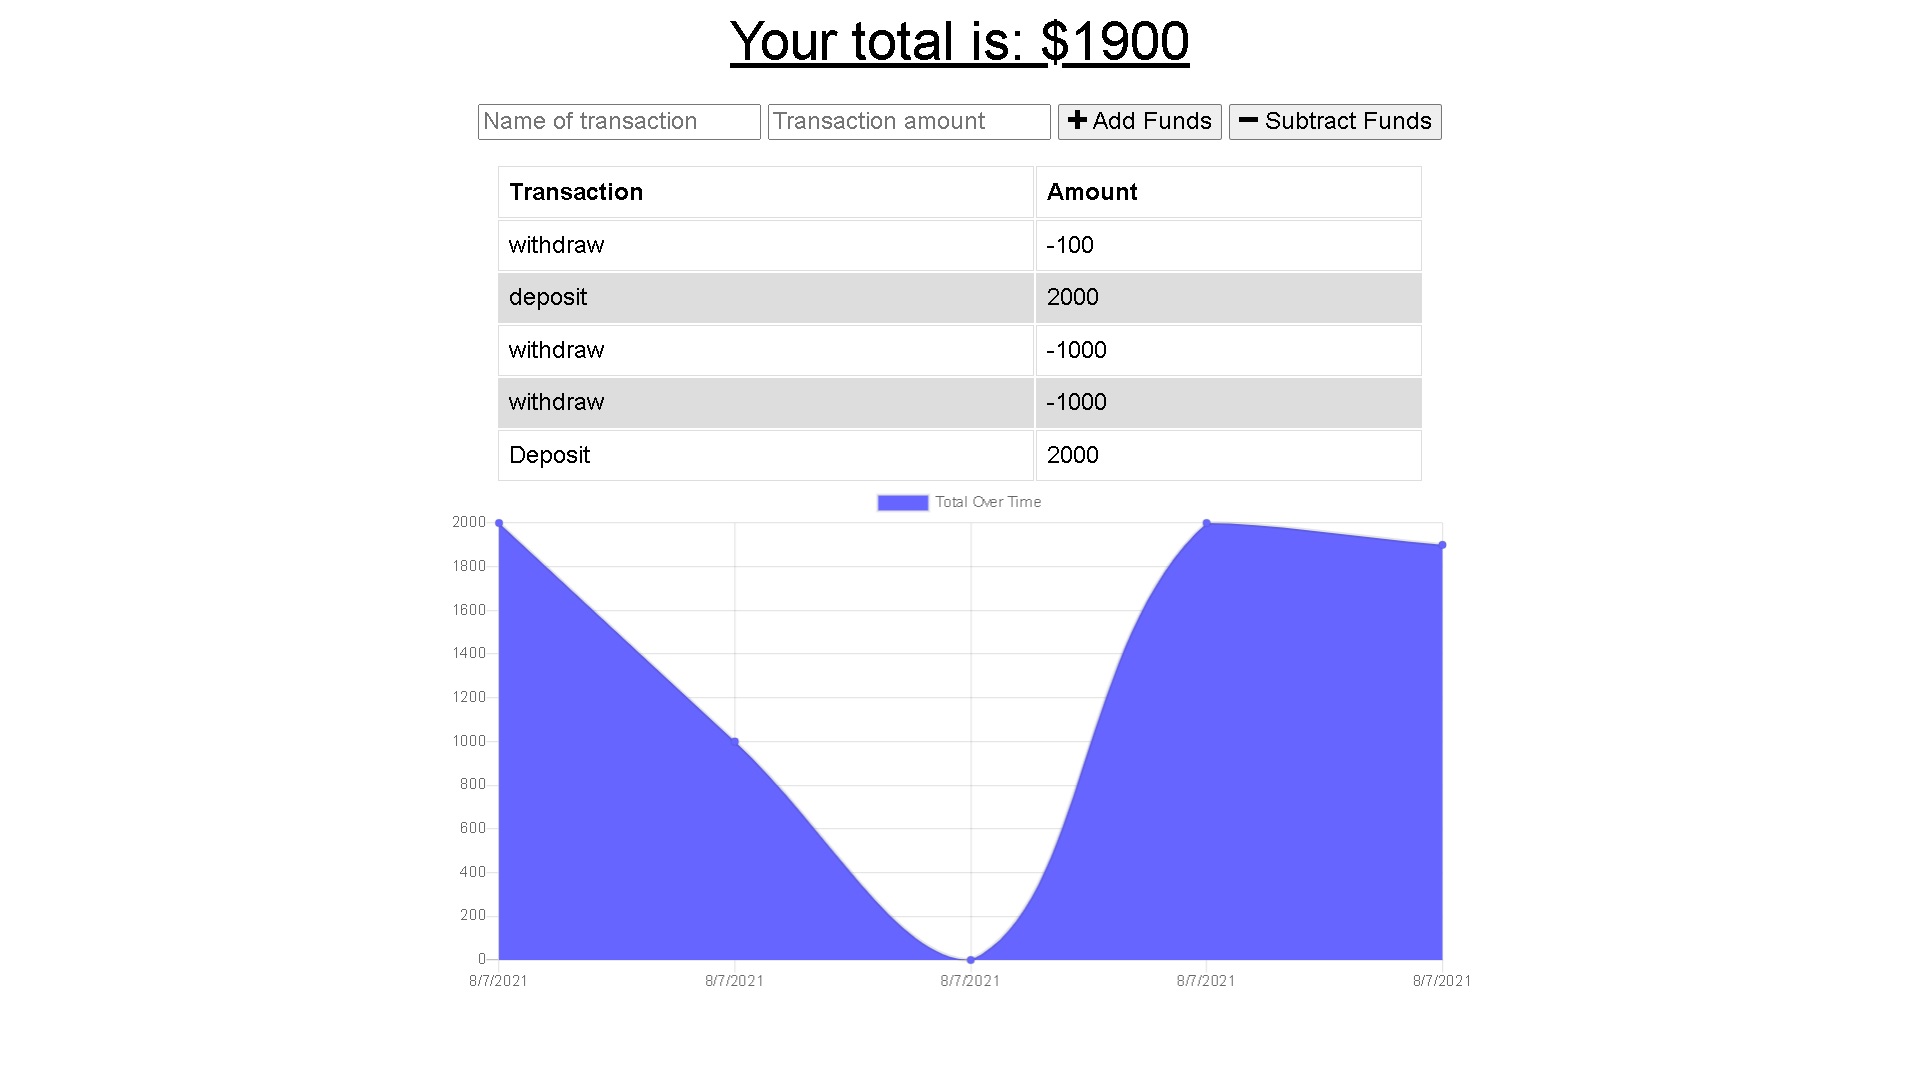 Your total is: $1900
Name of transaction Transaction amount Add Funds Subtract Funds
Transaction Amount
withdraw -100
deposit 2000
withdraw -1000
withdraw -1000
Deposit 2000
Total Over Time
2000
1800
1600
1400
1200
1000
800
600
400
200
0
8/7/2021 8/7/2021 8/7/2021 8/7/2021 8/7/2021